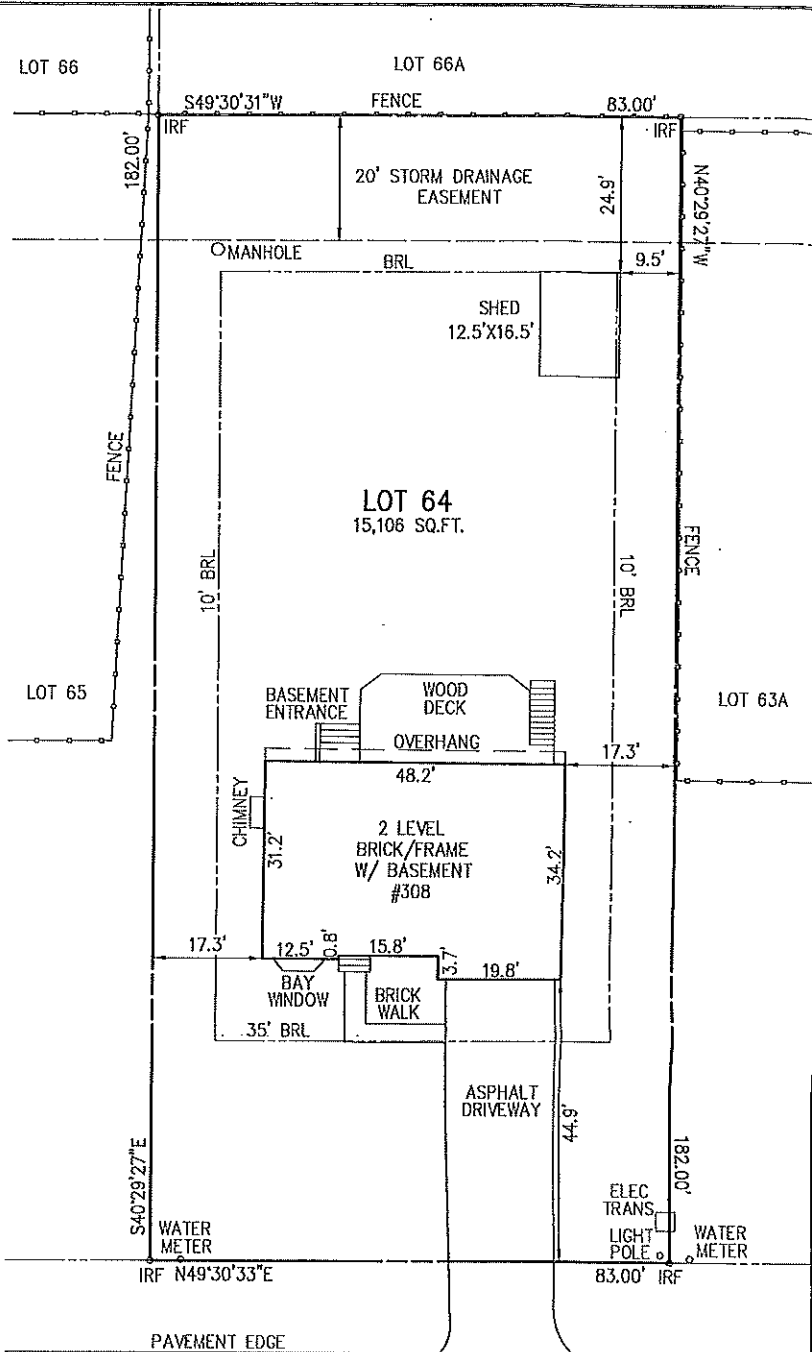 LOT 66
LOT 66A
S49°30'31"W
FENCE
83.00'
IRF
IRF
182.00'
20' STORM DRAINAGE
EASEMENT
24.9'
N40°29'27"W
MANHOLE
BRL
9.5'
SHED
12.5'X16.5'
FENCE
LOT 64
15,106 SQ.FT.
FENCE
10' BRL
10' BRL
LOT 65
LOT 63A
BASEMENT
ENTRANCE
WOOD
DECK
OVERHANG
17.3'
48.2'
CHIMNEY
31.2'
2 LEVEL
BRICK/FRAME
W/ BASEMENT
#308
34.2'
17.3'
12.5'
0.8'
15.8'
3.7'
19.8'
BAY
WINDOW
BRICK
WALK
35' BRL
ASPHALT
DRIVEWAY
44.9'
S40°29'27"E
182.00'
ELEC
TRANS
WATER
METER
LIGHT
POLE
WATER
METER
IRF
N49°30'33"E
83.00'
IRF
PAVEMENT EDGE